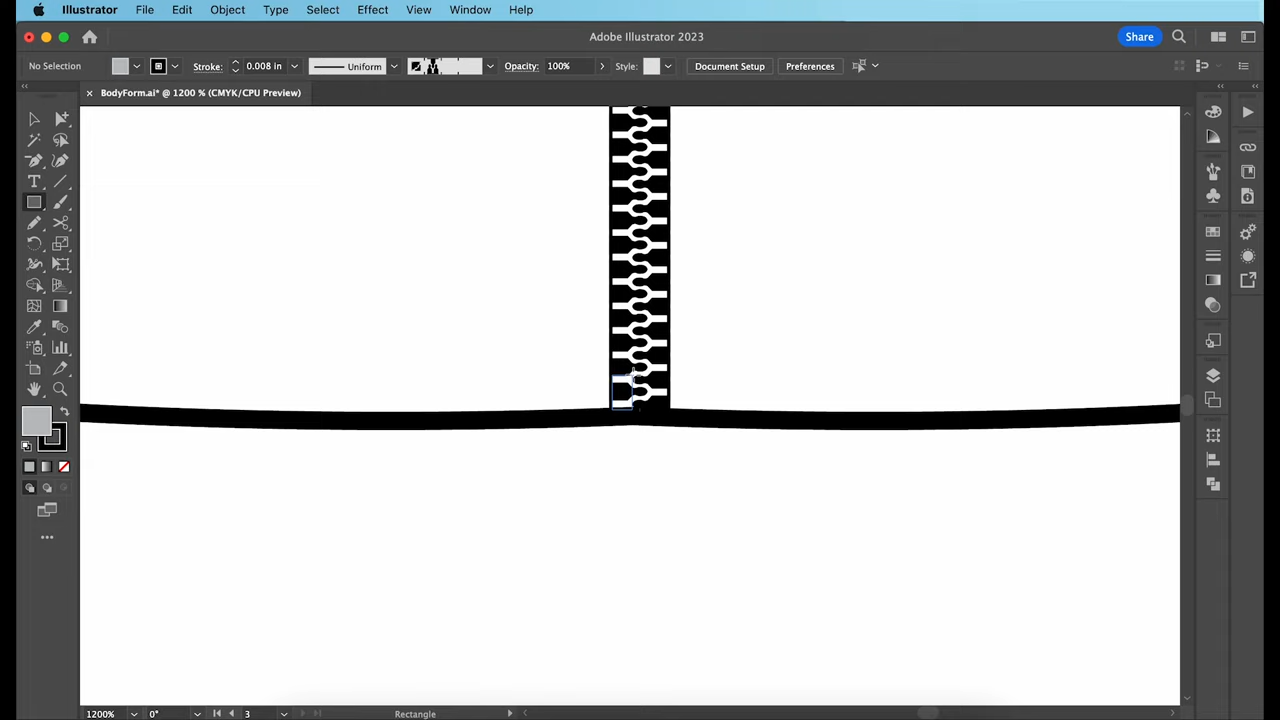 Illustrator File Edit Object Type Select Effect View Window Help
Adobe Illustrator 2023
Share
No Selection Stroke: 0.008 in Uniform Opacity: 100% Style: Document Setup Preferences
BodyForm.ai* @ 1200 % (CMYK/CPU Preview)
1200% 0° 3 Rectangle